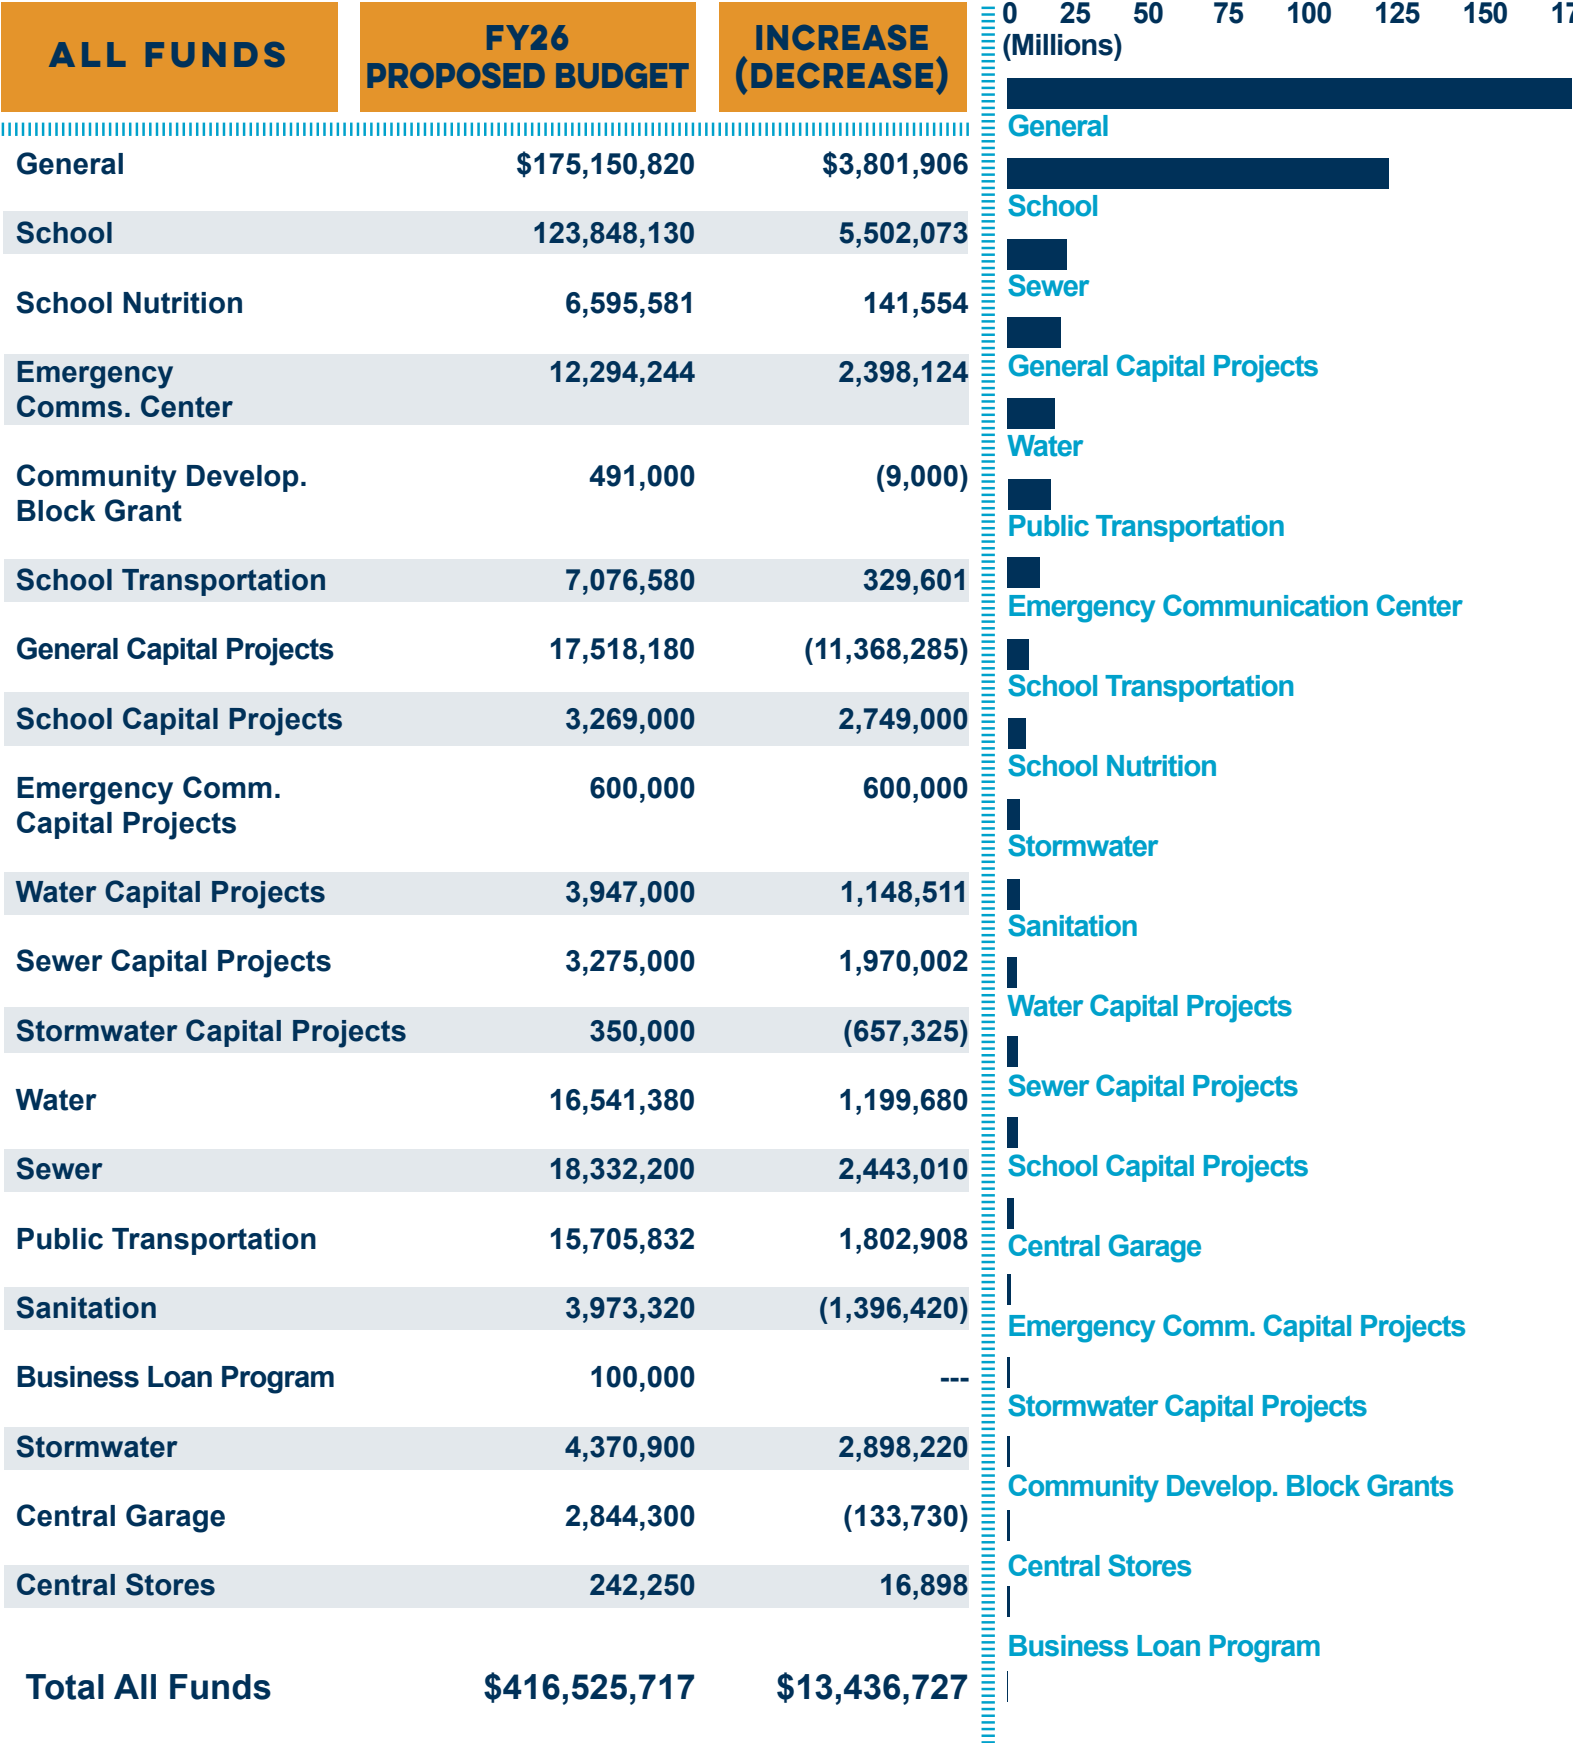 ALL FUNDS
FY26
PROPOSED BUDGET
INCREASE
(DECREASE)
General $175,150,820 $3,801,906
School 123,848,130 5,502,073
School Nutrition 6,595,581 141,554
Emergency 12,294,244 2,398,124
Comms. Center
Community Develop. 491,000 (9,000)
Block Grant
School Transportation 7,076,580 329,601
General Capital Projects 17,518,180 (11,368,285)
School Capital Projects 3,269,000 2,749,000
Emergency Comm. 600,000 600,000
Capital Projects
Water Capital Projects 3,947,000 1,148,511
Sewer Capital Projects 3,275,000 1,970,002
Stormwater Capital Projects 350,000 (657,325)
Water 16,541,380 1,199,680
Sewer 18,332,200 2,443,010
Public Transportation 15,705,832 1,802,908
Sanitation 3,973,320 (1,396,420)
Business Loan Program 100,000 ---
Stormwater 4,370,900 2,898,220
Central Garage 2,844,300 (133,730)
Central Stores 242,250 16,898
Total All Funds $416,525,717 $13,436,727
0 25 50 75 100 125 150
(Millions)
General
School
Sewer
General Capital Projects
Water
Public Transportation
Emergency Communication Center
School Transportation
School Nutrition
Stormwater
Sanitation
Water Capital Projects
Sewer Capital Projects
School Capital Projects
Central Garage
Emergency Comm. Capital Projects
Stormwater Capital Projects
Community Develop. Block Grants
Central Stores
Business Loan Program